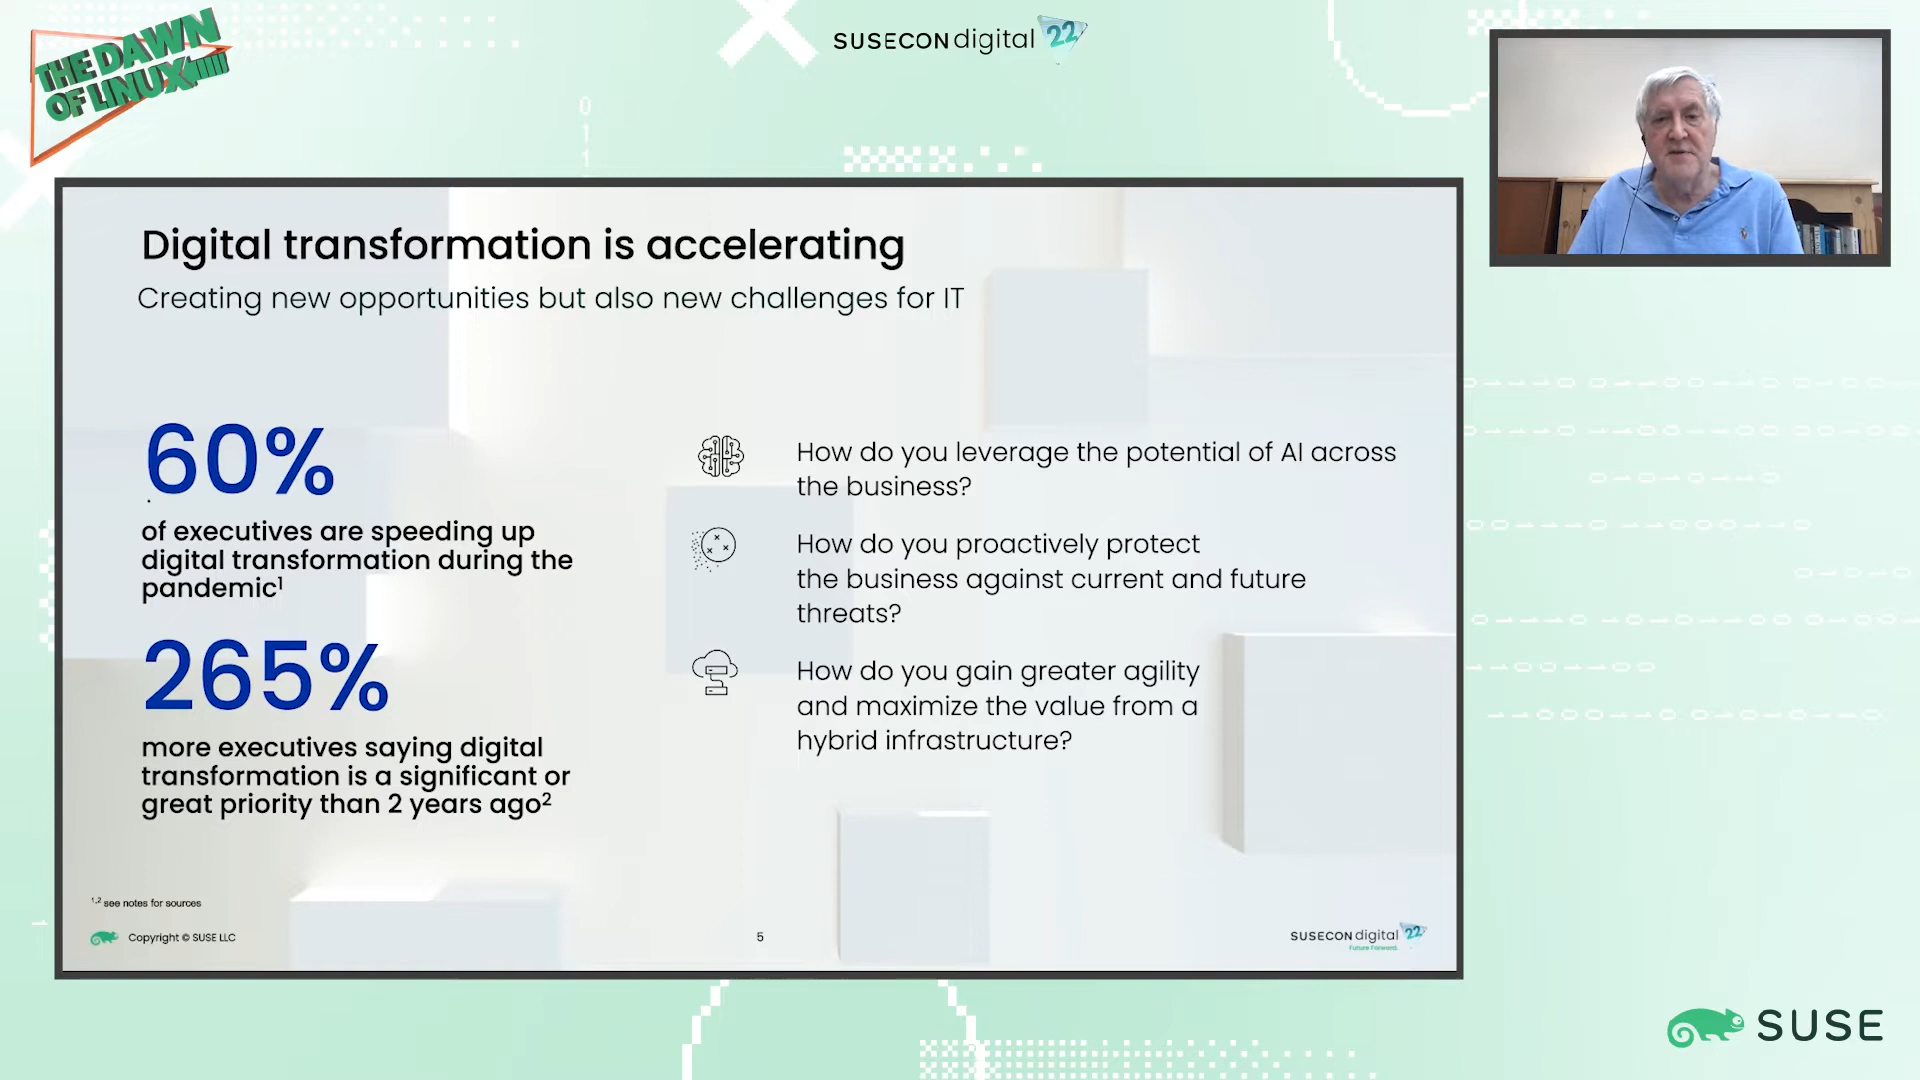 THE DAWN
OF LINUX
SUSECON digital 22
Digital transformation is accelerating
Creating new opportunities but also new challenges for IT
60%
of executives are speeding up
digital transformation during the
pandemic¹
265%
more executives saying digital
transformation is a significant or
great priority than 2 years ago²
How do you leverage the potential of AI across
the business?
How do you proactively protect
the business against current and future
threats?
How do you gain greater agility
and maximize the value from a
hybrid infrastructure?
¹,² see notes for sources
Copyright © SUSE LLC
5
SUSECON digital 22
Future Forward.
SUSE